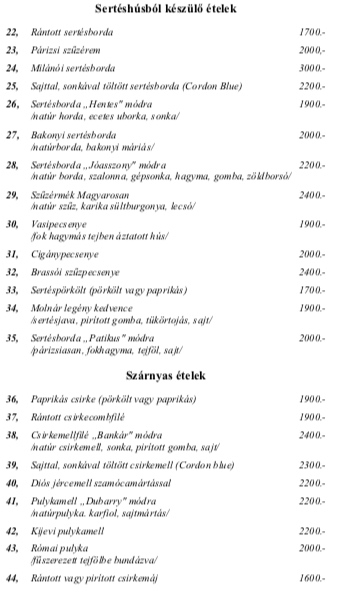 Sertéshúsból készülő ételek
22, Rántott sertésborda 1700.-
23, Párizsi szűzérem 2000.-
24, Milánói sertésborda 3000.-
25, Sajttal, sonkával töltött sertésborda (Cordon Blue) 2200.-
26, Sertésborda „Hentes” módra 1900.-
/natúr borda, ecetes uborka, sonka/
27, Bakonyi sertésborda 2000.-
/natúrborda, bakonyi máriás/
28, Sertésborda „Jóasszony” módra 2200.-
/natúr borda, szalonna, gépsonka, hagyma, gomba, zöldborsó/
29, Szűzérmék Magyarosan 2400.-
/natúr szűz, karika sültburgonya, lecsó/
30, Vasipecsenye 1900.-
/fok hagymás tejben áztatott hús/
31, Cigánypecsenye 2000.-
32, Brassói szűzpecsenye 2400.-
33, Sertéspörkölt (pörkölt vagy paprikás) 1700.-
34, Molnár legény kedvence 1900.-
/sertésjava, pirított gomba, tükörtojás, sajt/
35, Sertésborda „Patikus” módra 2000.-
/párizsiasan, fokhagyma, tejföl, sajt/
Szárnyas ételek
36, Paprikás csirke (pörkölt vagy paprikás) 1900.-
37, Rántott csirkecombfilé 1900.-
38, Csirkemellfilé „Bankár” módra 2400.-
/natúr csirkemell, sonka, pirított gomba, sajt/
39, Sajttal, sonkával töltött csirkemell (Cordon blue) 2300.-
40, Diós jércemell szamócamártással 2200.-
41, Pulykamell „Dubarry” módra 2200.-
/natúrpulyka, karfiol, sajtmártás/
42, Kijevi pulykamell 2200.-
43, Római pulyka 2000.-
/fűszerezett tejfölbe bundázva/
44, Rántott vagy pirított csirkemáj 1600.-